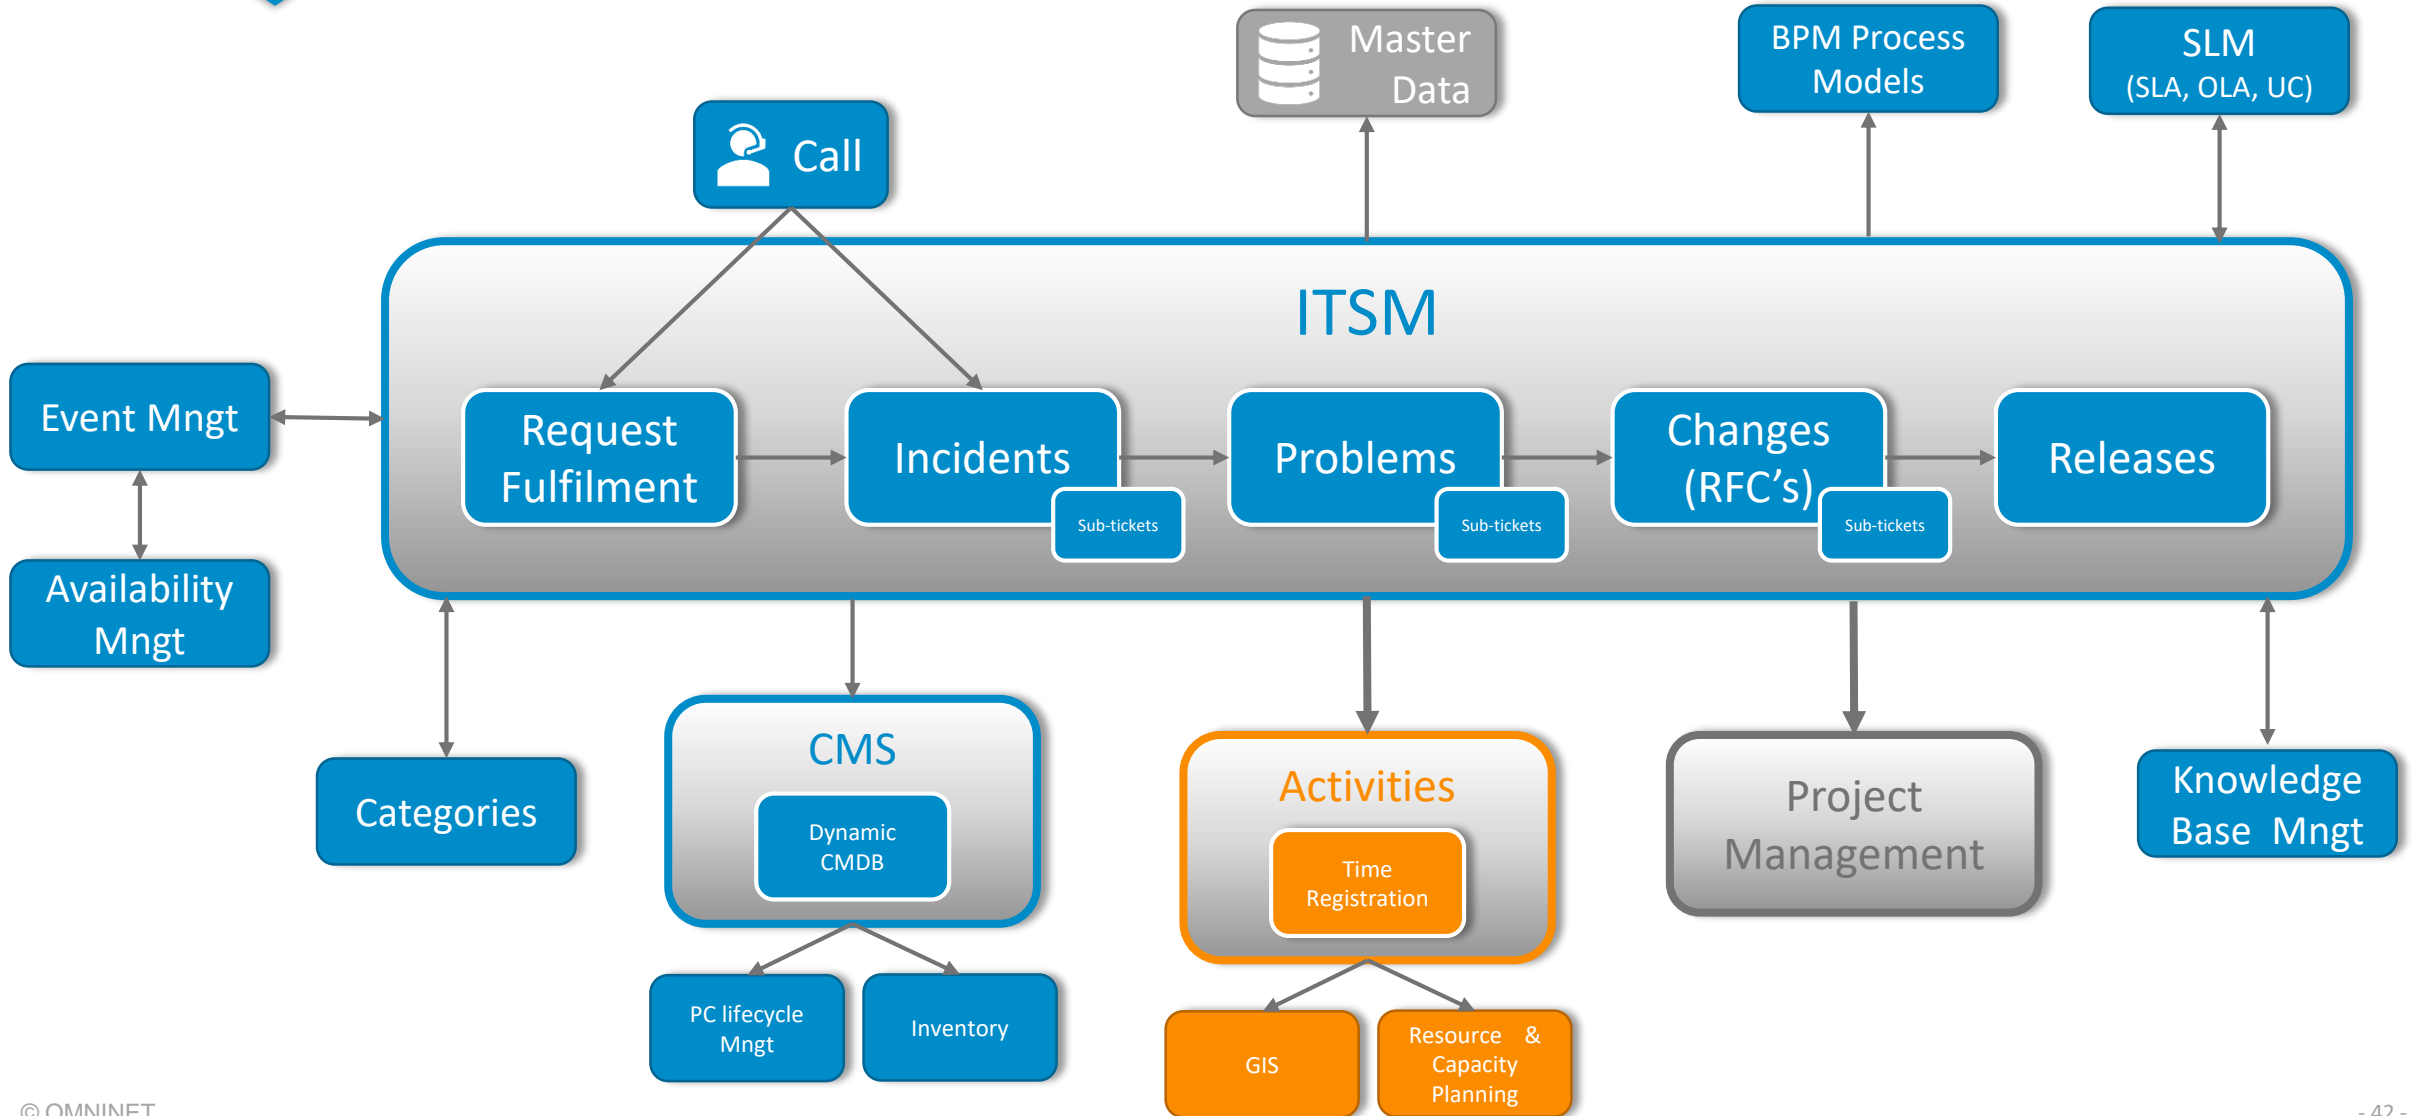 Master
Data
BPM Process
Models
SLM
(SLA, OLA, UC)
Call
ITSM
Event Mngt
Request
Fulfilment
Incidents
Sub-tickets
Problems
Sub-tickets
Changes
(RFC’s)
Sub-tickets
Releases
Availability
Mngt
Categories
CMS
Dynamic
CMDB
Activities
Time
Registration
Project
Management
Knowledge
Base Mngt
PC lifecycle
Mngt
Inventory
GIS
Resource &
Capacity
Planning
© OMNINET
- 42 -